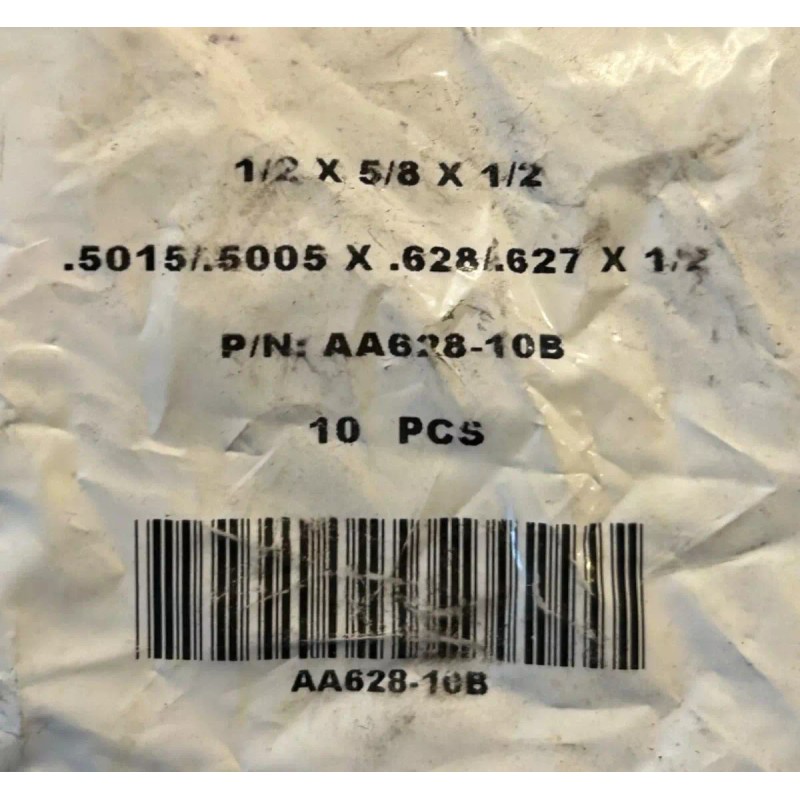 1/2 X 5/8 X 1/2
.5015/.5005 X .628/.627 X 1/2
P/N: AA628-10B
10 PCS
AA628-10B